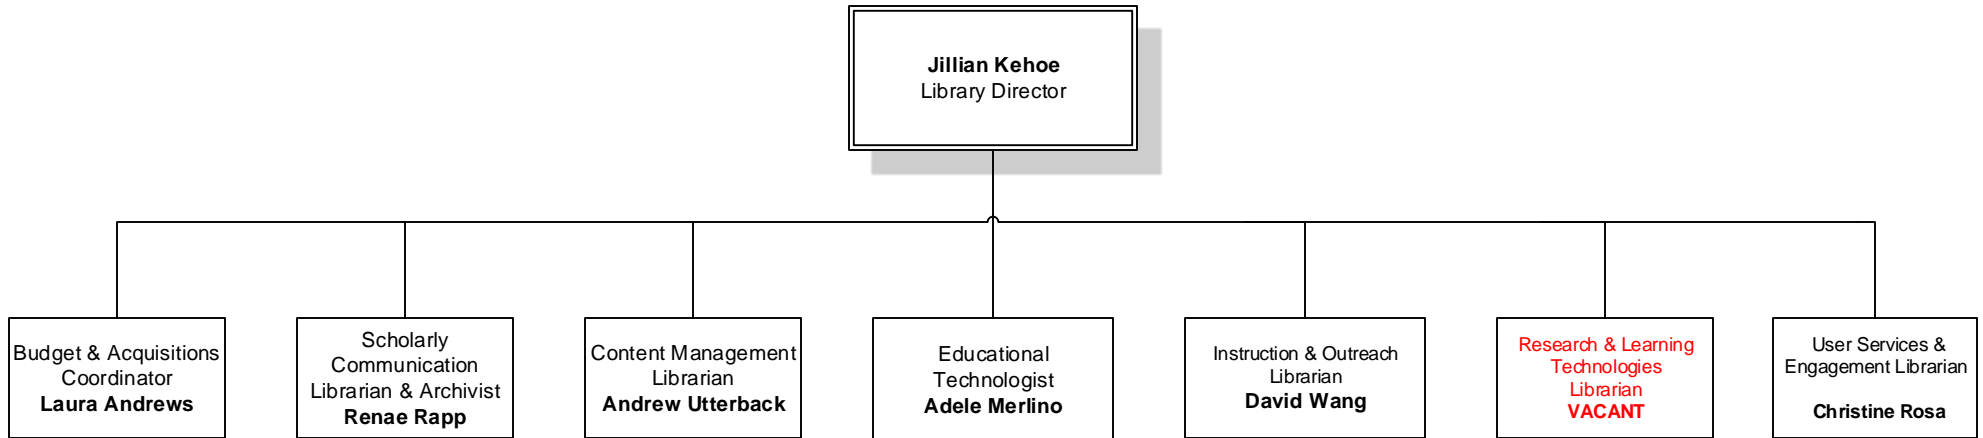 Jillian Kehoe
Library Director
Budget & Acquisitions
Coordinator
Laura Andrews
Scholarly
Communication
Librarian & Archivist
Renae Rapp
Content Management
Librarian
Andrew Utterback
Educational
Technologist
Adele Merlino
Instruction & Outreach
Librarian
David Wang
Research & Learning
Technologies
Librarian
VACANT
User Services &
Engagement Librarian
Christine Rosa